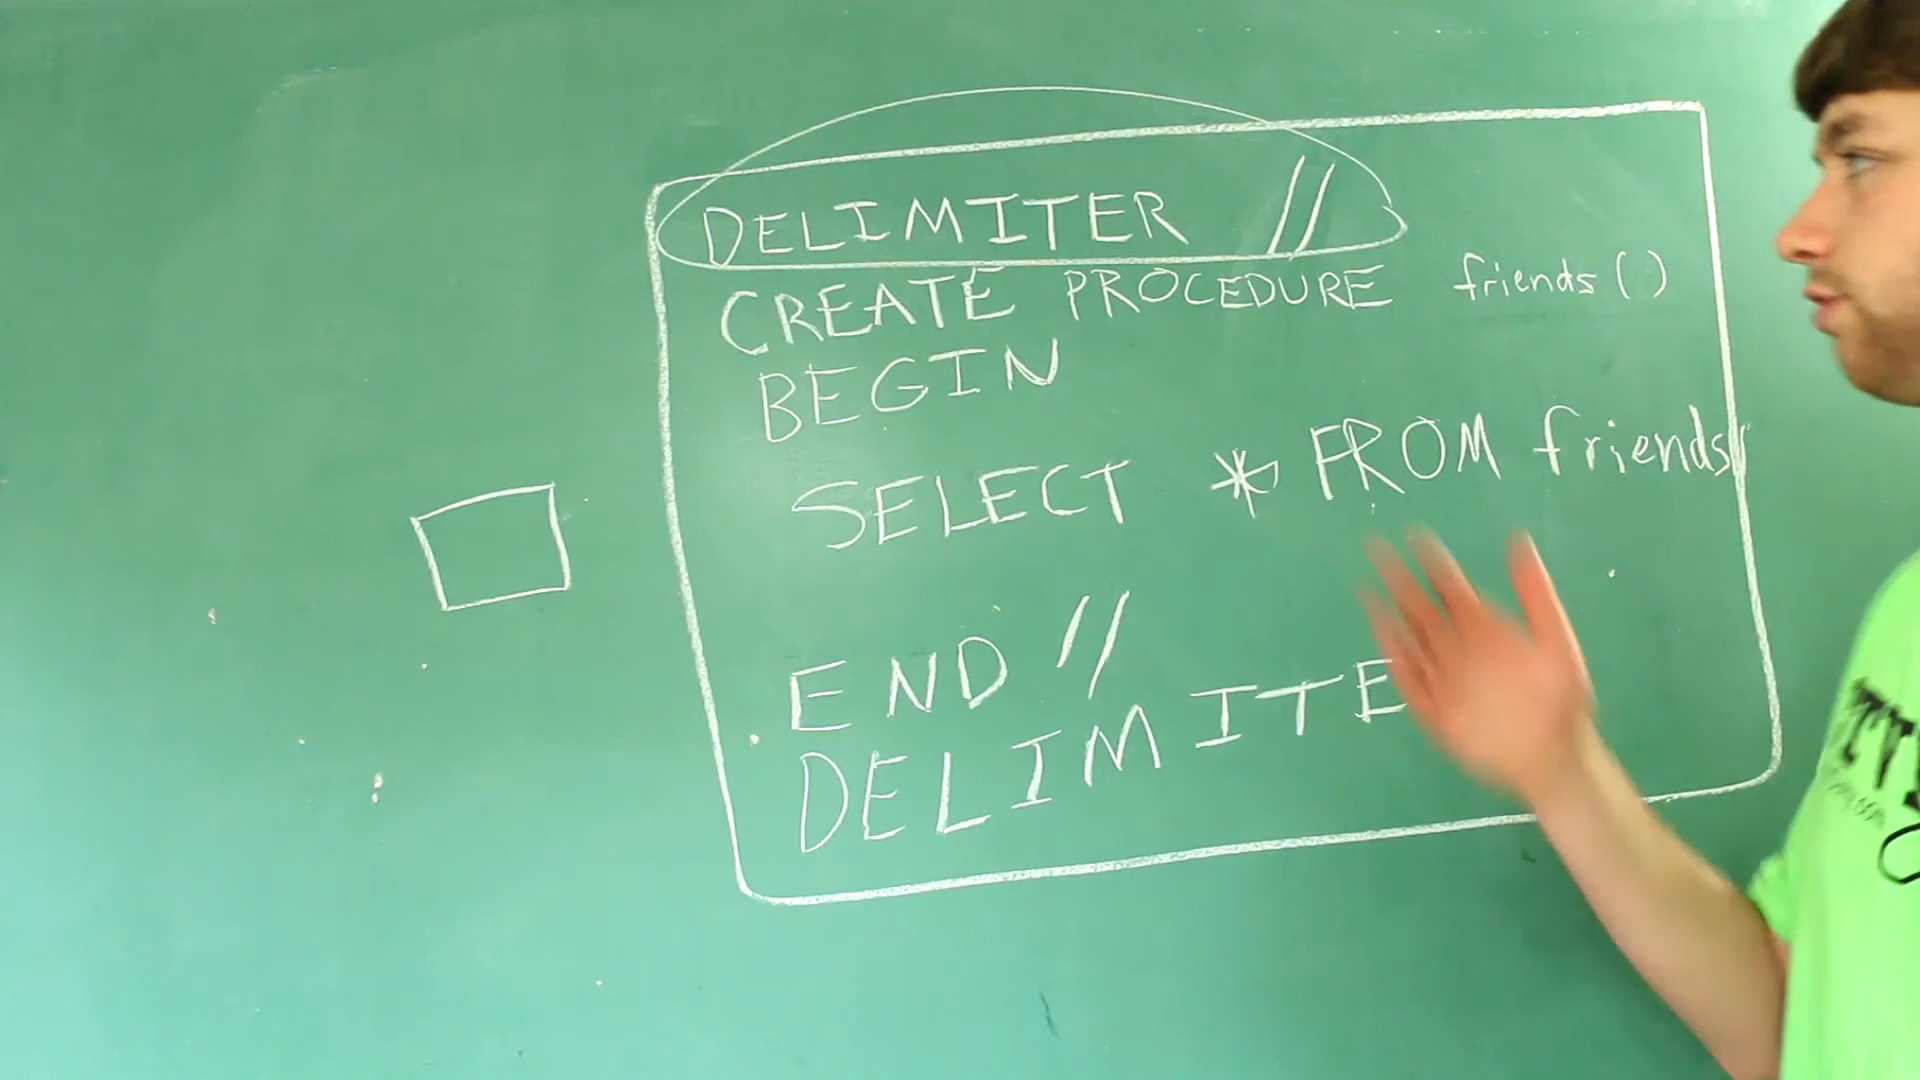 DELIMITER //
CREATE PROCEDURE friends()
BEGIN
SELECT * FROM friends
END //
DELIMITE